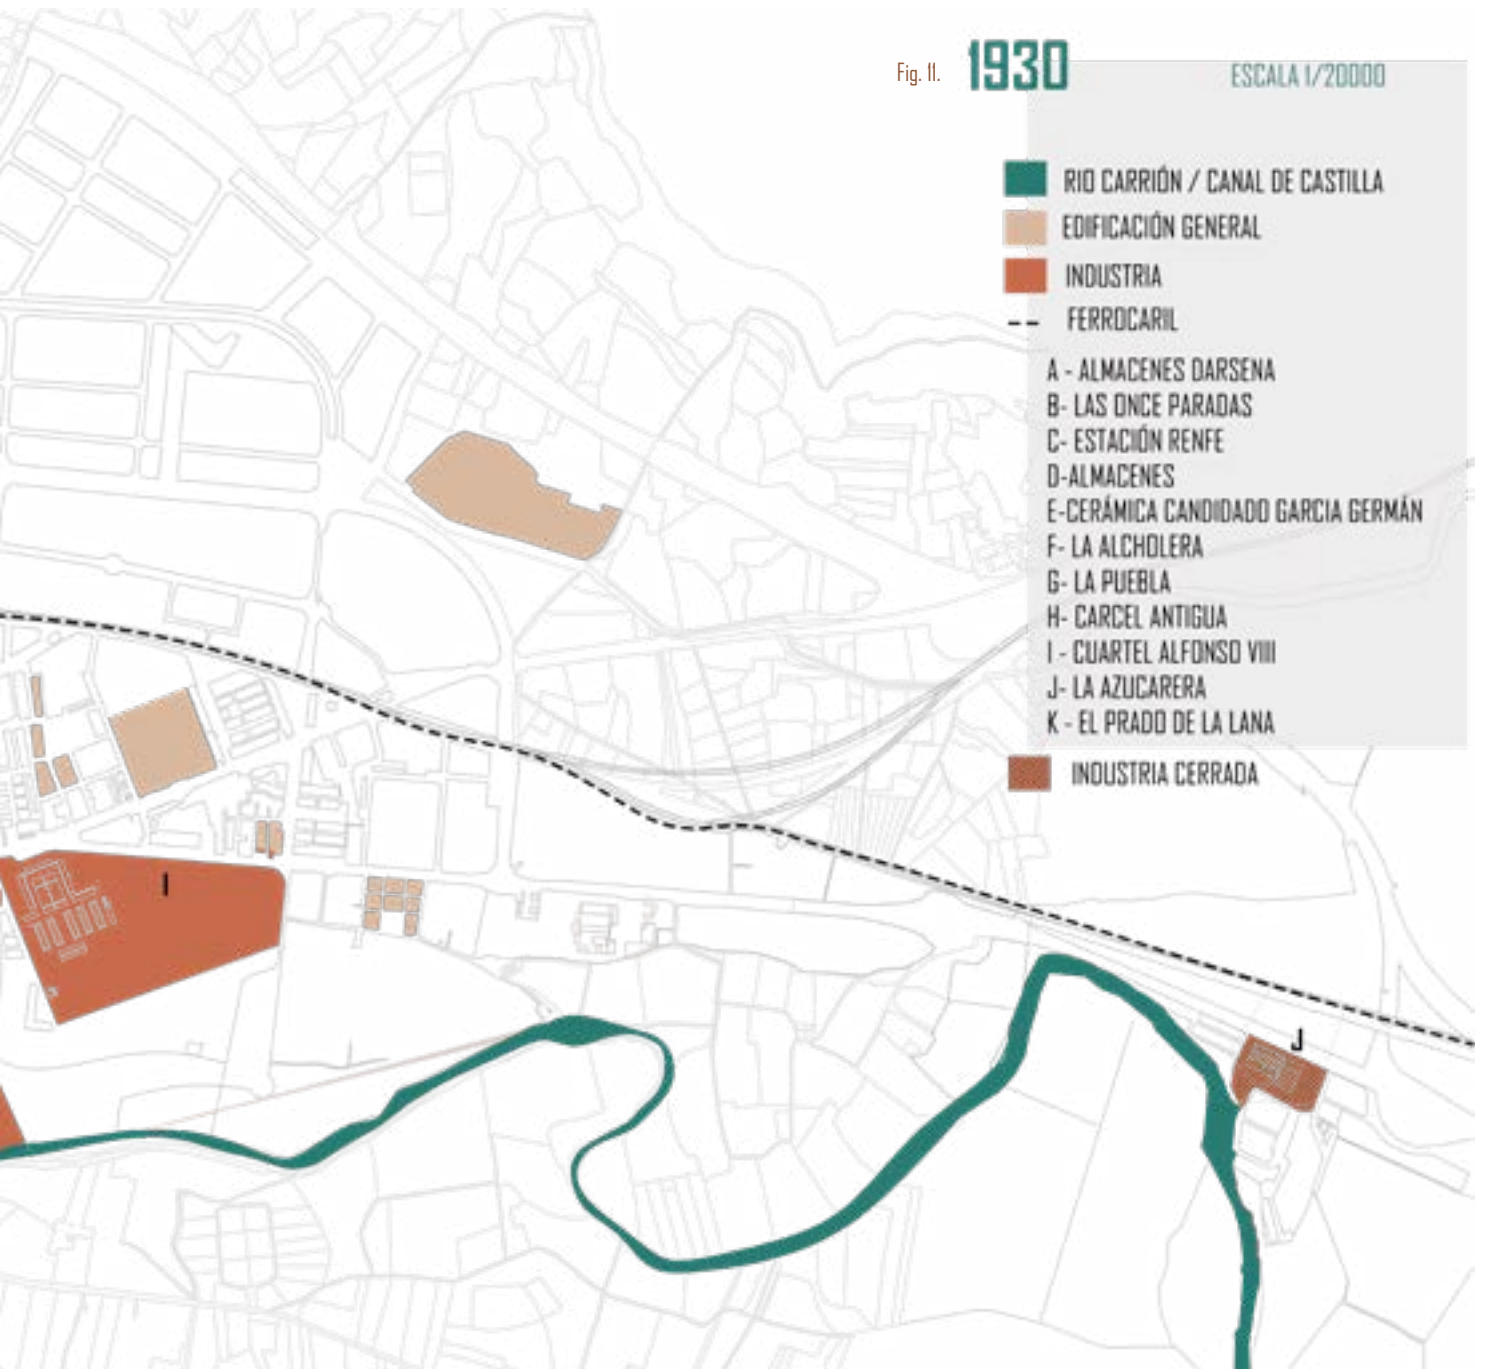 Fig. 11. 1930 ESCALA 1/20000
RIO CARRIÓN / CANAL DE CASTILLA
EDIFICACIÓN GENERAL
INDUSTRIA
FERROCARIL
A - ALMACENES DARSENA
B- LAS ONCE PARADAS
C- ESTACIÓN RENFE
D-ALMACENES
E-CERÁMICA CANDIDADO GARCIA GERMÁN
F- LA ALCHOLERA
G- LA PUEBLA
H- CARCEL ANTIGUA
I - CUARTEL ALFONSO VIII
J- LA AZUCARERA
K - EL PRADO DE LA LANA
INDUSTRIA CERRADA
I
J